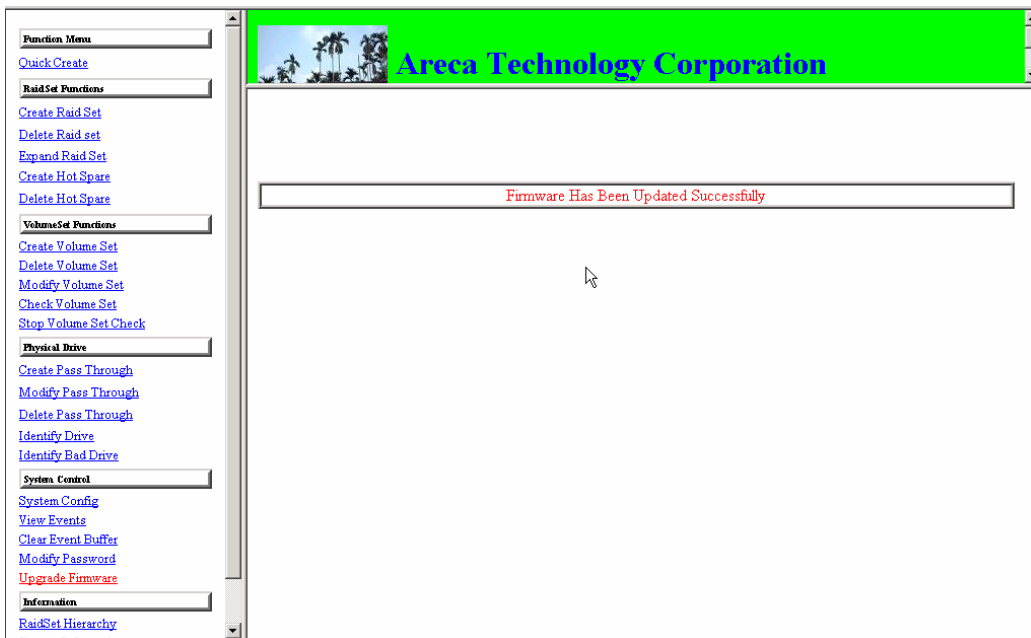 Function Menu
Quick Create
RaidSet Functions
Create Raid Set
Delete Raid set
Expand Raid Set
Create Hot Spare
Delete Hot Spare
VolumeSet Functions
Create Volume Set
Delete Volume Set
Modify Volume Set
Check Volume Set
Stop Volume Set Check
Physical Drive
Create Pass Through
Modify Pass Through
Delete Pass Through
Identify Drive
Identify Bad Drive
System Control
System Config
View Events
Clear Event Buffer
Modify Password
Upgrade Firmware
Information
RaidSet Hierarchy
Areca Technology Corporation
Firmware Has Been Updated Successfully